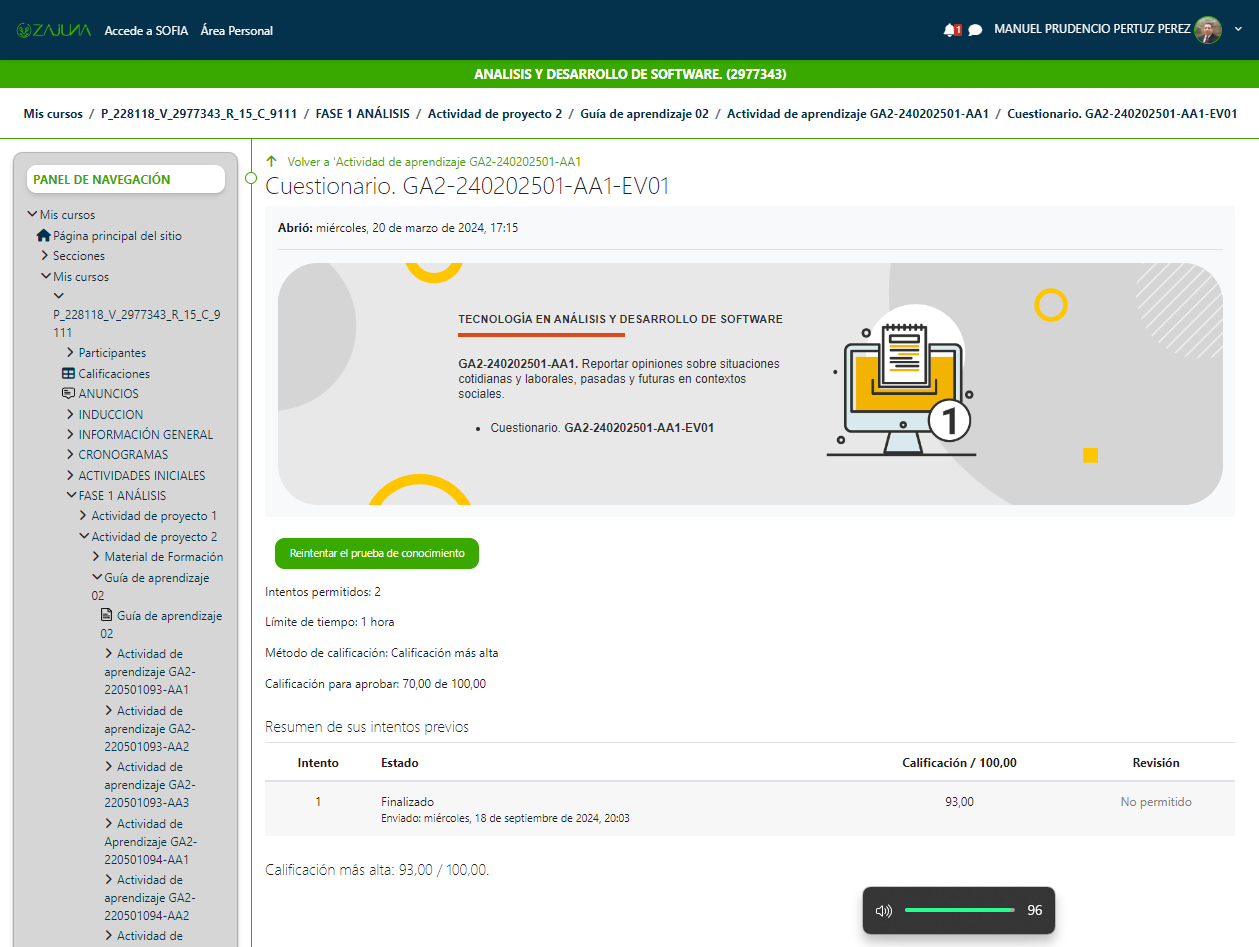 ZAJUNA Accede a SOFIA Área Personal 1 MANUEL PRUDENCIO PERTUZ PEREZ
ANALISIS Y DESARROLLO DE SOFTWARE. (2977343)
Mis cursos / P_228118_V_2977343_R_15_C_9111 / FASE 1 ANÁLISIS / Actividad de proyecto 2 / Guía de aprendizaje 02 / Actividad de aprendizaje GA2-240202501-AA1 / Cuestionario. GA2-240202501-AA1-EV01
PANEL DE NAVEGACIÓN
Mis cursos
Página principal del sitio
Secciones
Mis cursos
P_228118_V_2977343_R_15_C_9
111
Participantes
Calificaciones
ANUNCIOS
INDUCCION
INFORMACIÓN GENERAL
CRONOGRAMAS
ACTIVIDADES INICIALES
FASE 1 ANÁLISIS
Actividad de proyecto 1
Actividad de proyecto 2
Material de Formación
Guía de aprendizaje
02
Guía de aprendizaje
02
Actividad de
aprendizaje GA2-
220501093-AA1
Actividad de
aprendizaje GA2-
220501093-AA2
Actividad de
aprendizaje GA2-
220501093-AA3
Actividad de
Aprendizaje GA2-
220501094-AA1
Actividad de
aprendizaje GA2-
220501094-AA2
Actividad de
Volver a 'Actividad de aprendizaje GA2-240202501-AA1
Cuestionario. GA2-240202501-AA1-EV01
Abrió: miércoles, 20 de marzo de 2024, 17:15
TECNOLOGÍA EN ANÁLISIS Y DESARROLLO DE SOFTWARE
GA2-240202501-AA1. Reportar opiniones sobre situaciones
cotidianas y laborales, pasadas y futuras en contextos
sociales.
• Cuestionario. GA2-240202501-AA1-EV01
1
Reintentar el prueba de conocimiento
Intentos permitidos: 2
Límite de tiempo: 1 hora
Método de calificación: Calificación más alta
Calificación para aprobar: 70,00 de 100,00
Resumen de sus intentos previos
Intento Estado Calificación / 100,00 Revisión
1 Finalizado 93,00 No permitido
Enviado: miércoles, 18 de septiembre de 2024, 20:03
Calificación más alta: 93,00 / 100,00.
96